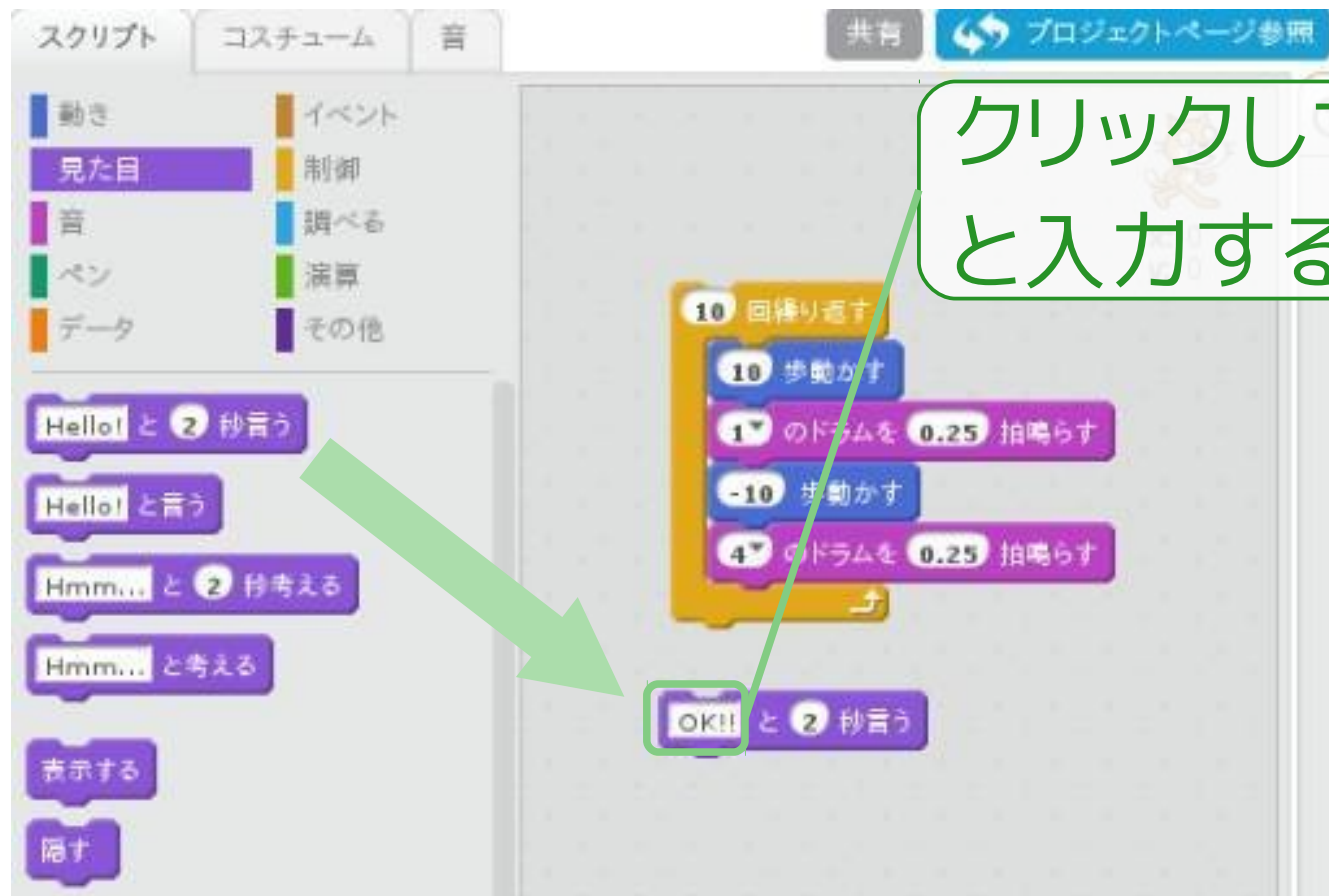 スクリプト
コスチューム
音
共有
プロジェクトページ参照
クリックして
と入力する
動き
イベント
見た目
制御
音
調べる
ペン
演算
データ
その他
Hello! と 2 秒言う
Hello! と言う
Hmm... と 2 秒考える
Hmm... と考える
表示する
隠す
10 回繰り返す
10 歩動かす
1 のドラムを 0.25 拍鳴らす
-10 歩動かす
4 のドラムを 0.25 拍鳴らす
OK!! と 2 秒言う